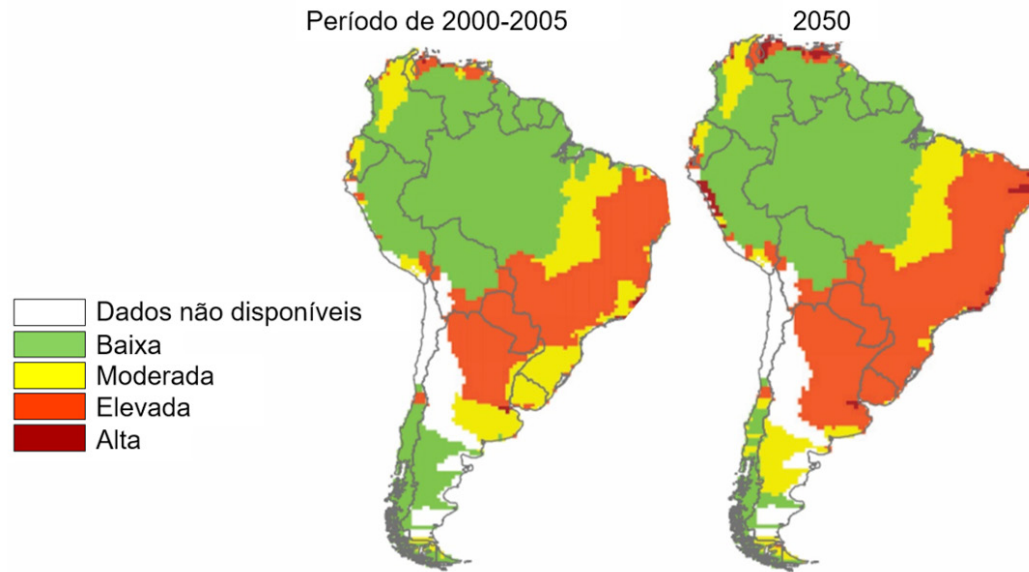 Período de 2000-2005
2050
Dados não disponíveis
Baixa
Moderada
Elevada
Alta